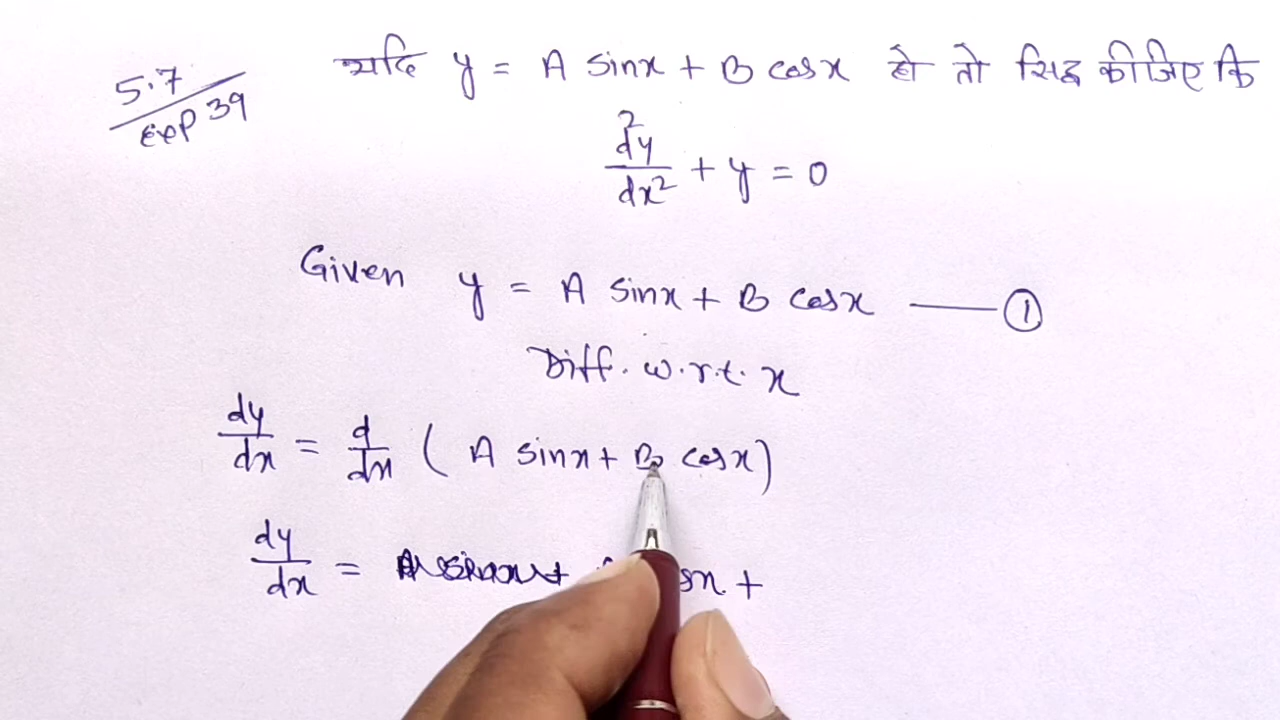 5.7
Exp 39
यदि y = A sinx + B cosx हो तो सिद्ध कीजिए कि
d²y/dx² + y = 0
Given y = A sinx + B cosx —— ①
Diff. w.r.t. x
dy/dx = d/dx ( A sinx + B cosx)
dy/dx = +